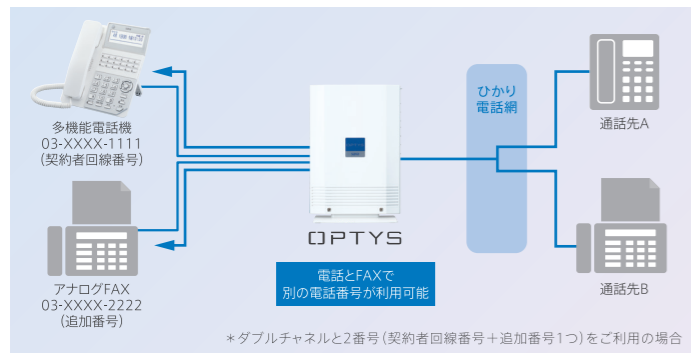 多機能電話機
03-XXXX-1111
(契約者回線番号)
アナログFAX
03-XXXX-2222
(追加番号)
OPTYS
電話とFAXで
別の電話番号が利用可能
ひかり
電話網
通話先A
通話先B
＊ダブルチャネルと2番号(契約者回線番号＋追加番号1つ)をご利用の場合